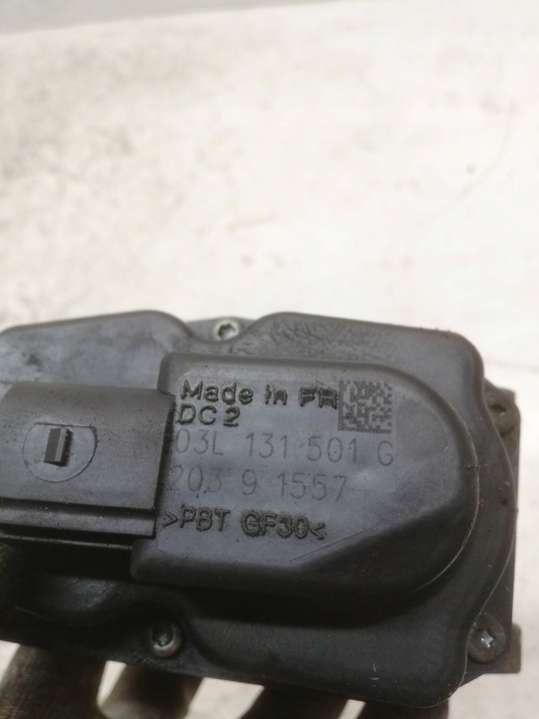 Made in FR
DC2
03L 131 501 G
203 9 1557
>PBT GF30<